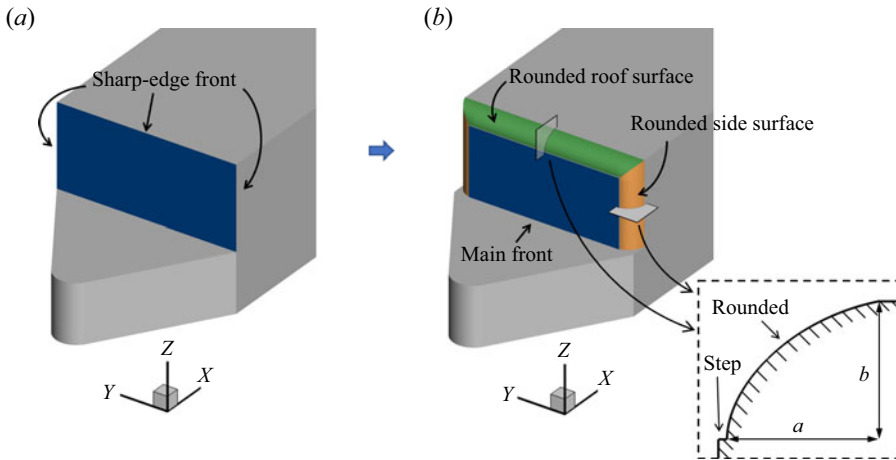 (a)
Sharp-edge front
Z
Y
X
(b)
Rounded roof surface
Rounded side surface
Main front
Z
Y
X
Rounded
Step
b
a